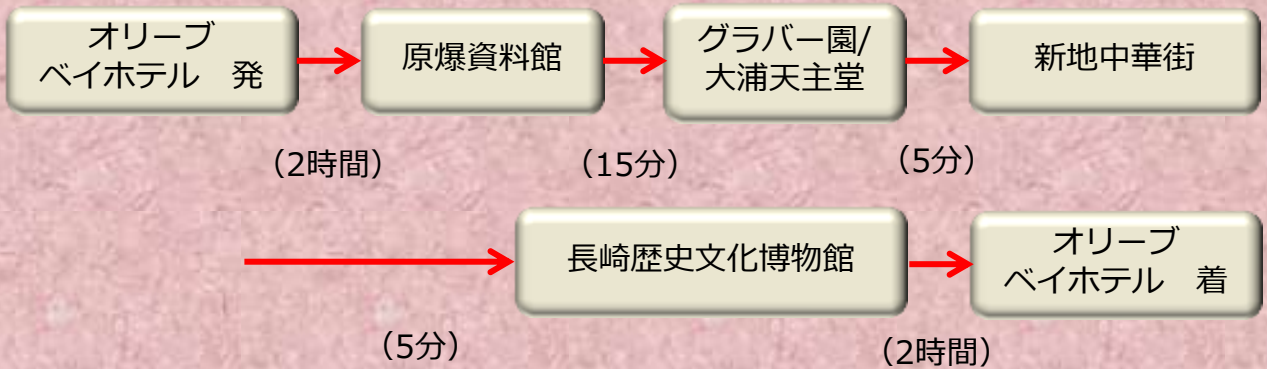 オリーブ
ベイホテル　発
原爆資料館
グラバー園/
大浦天主堂
新地中華街
（2時間）
（15分）
（5分）
長崎歴史文化博物館
オリーブ
ベイホテル　着
（5分）
（2時間）